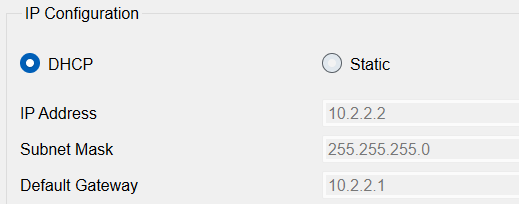 IP Configuration
DHCP Static
IP Address 10.2.2.2
Subnet Mask 255.255.255.0
Default Gateway 10.2.2.1